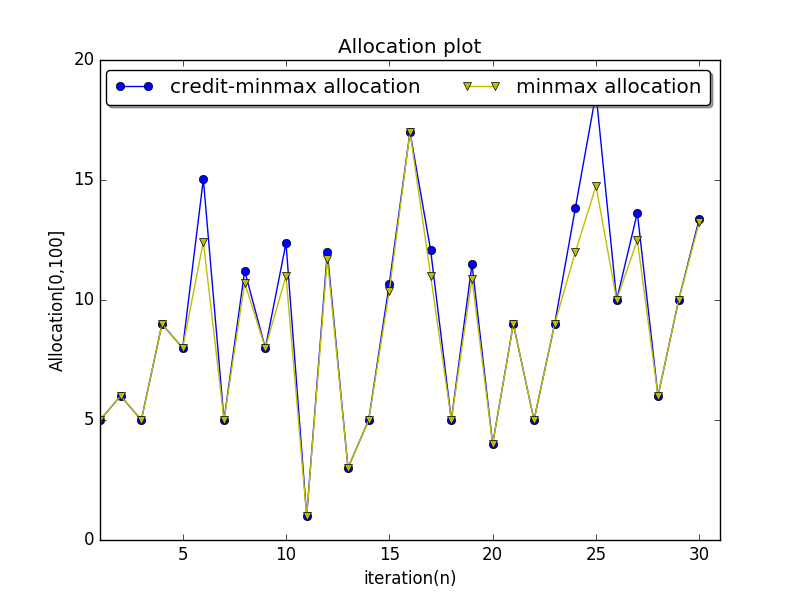 Allocation plot
credit-minmax allocation minmax allocation
20
15
10
5
0
Allocation[0,100]
5 10 15 20 25 30
iteration(n)